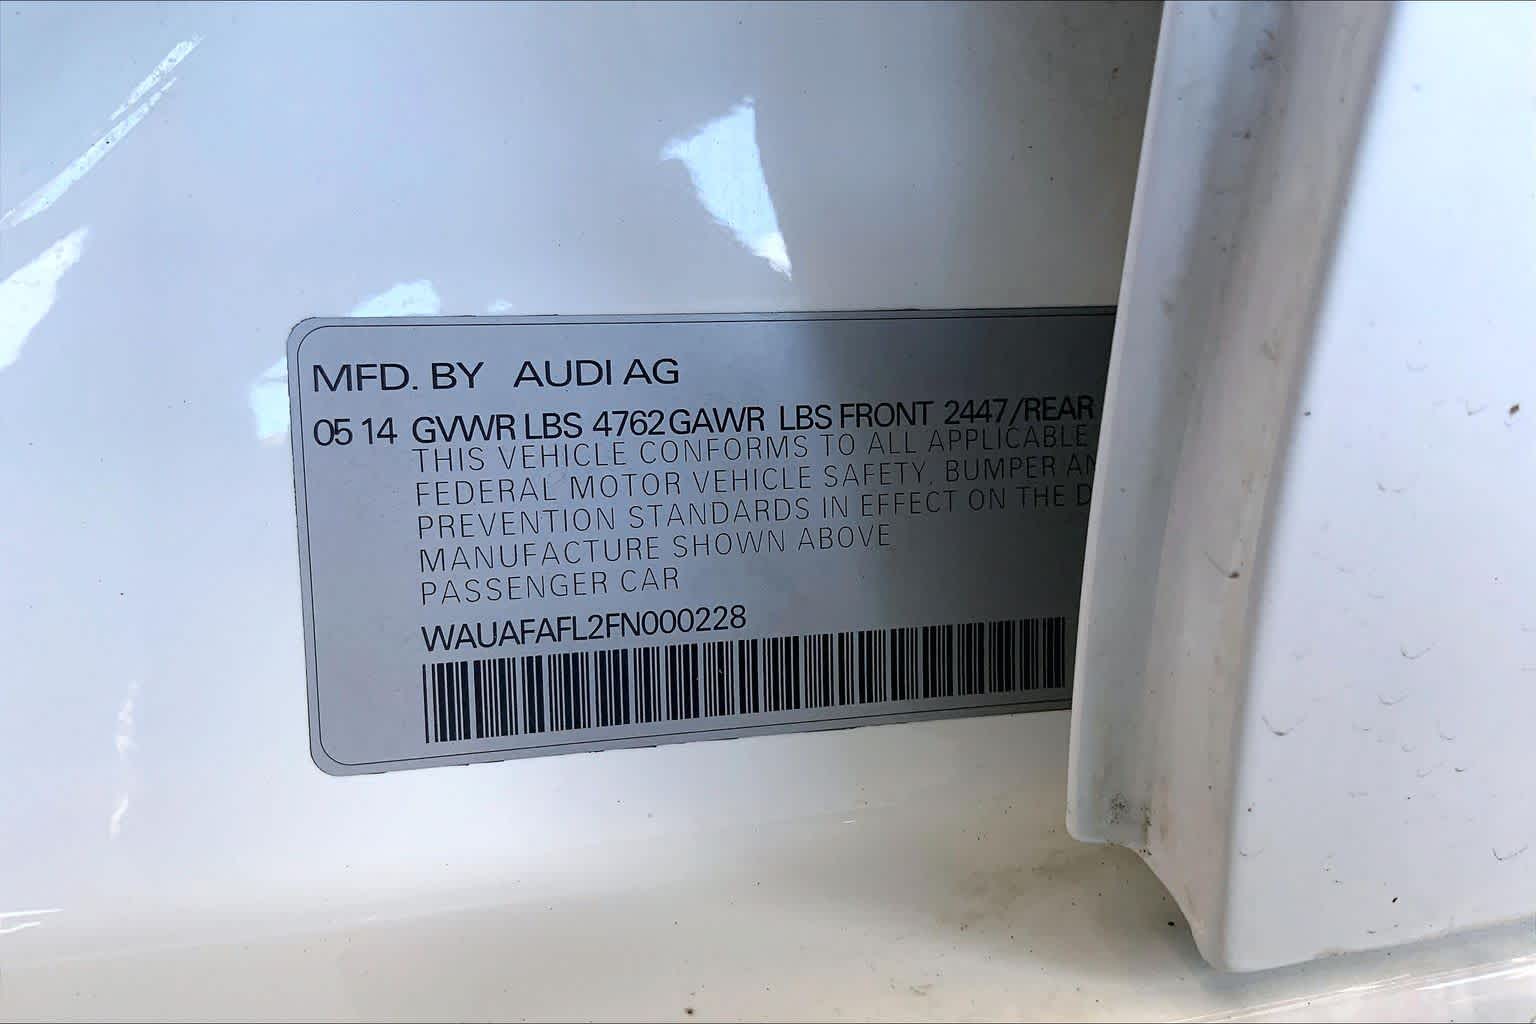 MFD. BY AUDI AG
05 14 GVWR LBS 4762 GAWR LBS FRONT 2447/REAR
THIS VEHICLE CONFORMS TO ALL APPLICABLE
FEDERAL MOTOR VEHICLE SAFETY, BUMPER
PREVENTION STANDARDS IN EFFECT ON THE
MANUFACTURE SHOWN ABOVE
PASSENGER CAR
WAUAFAFL2FN000228